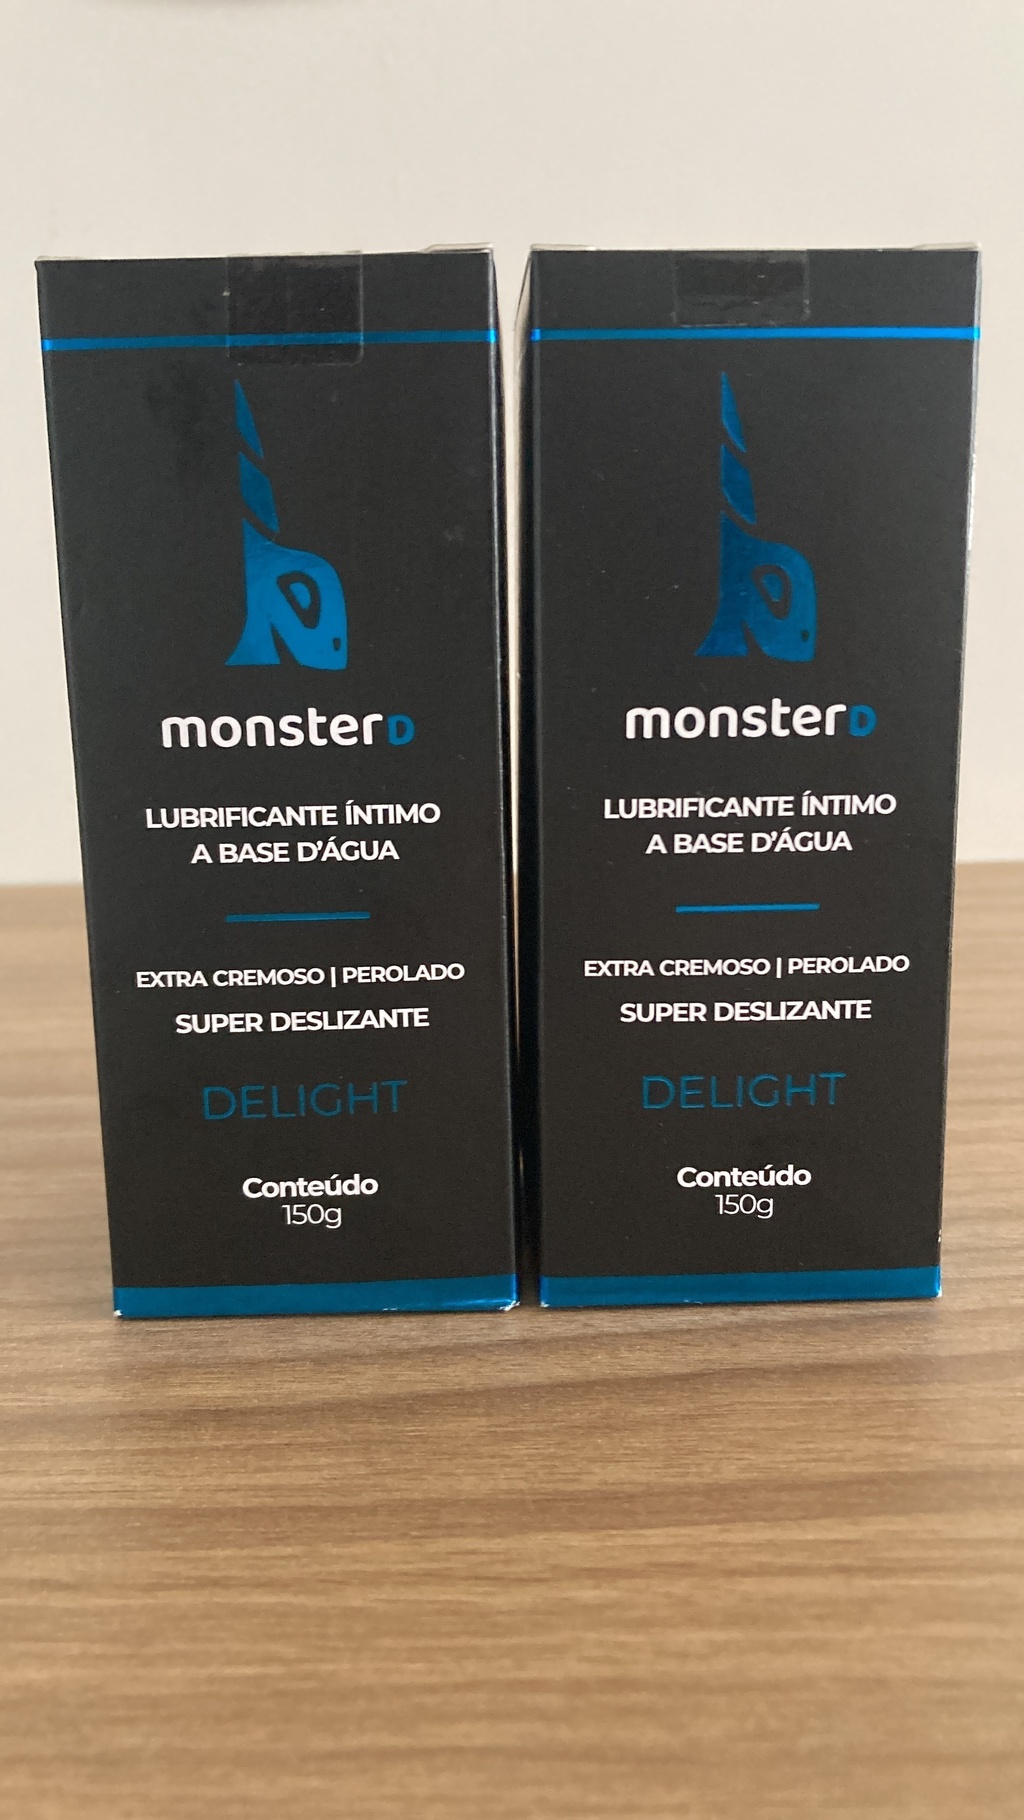 monsterD
LUBRIFICANTE ÍNTIMO
A BASE D'ÁGUA
EXTRA CREMOSO | PEROLADO
SUPER DESLIZANTE
DELIGHT
Conteúdo
150g
monsterD
LUBRIFICANTE ÍNTIMO
A BASE D'ÁGUA
EXTRA CREMOSO | PEROLADO
SUPER DESLIZANTE
DELIGHT
Conteúdo
150g